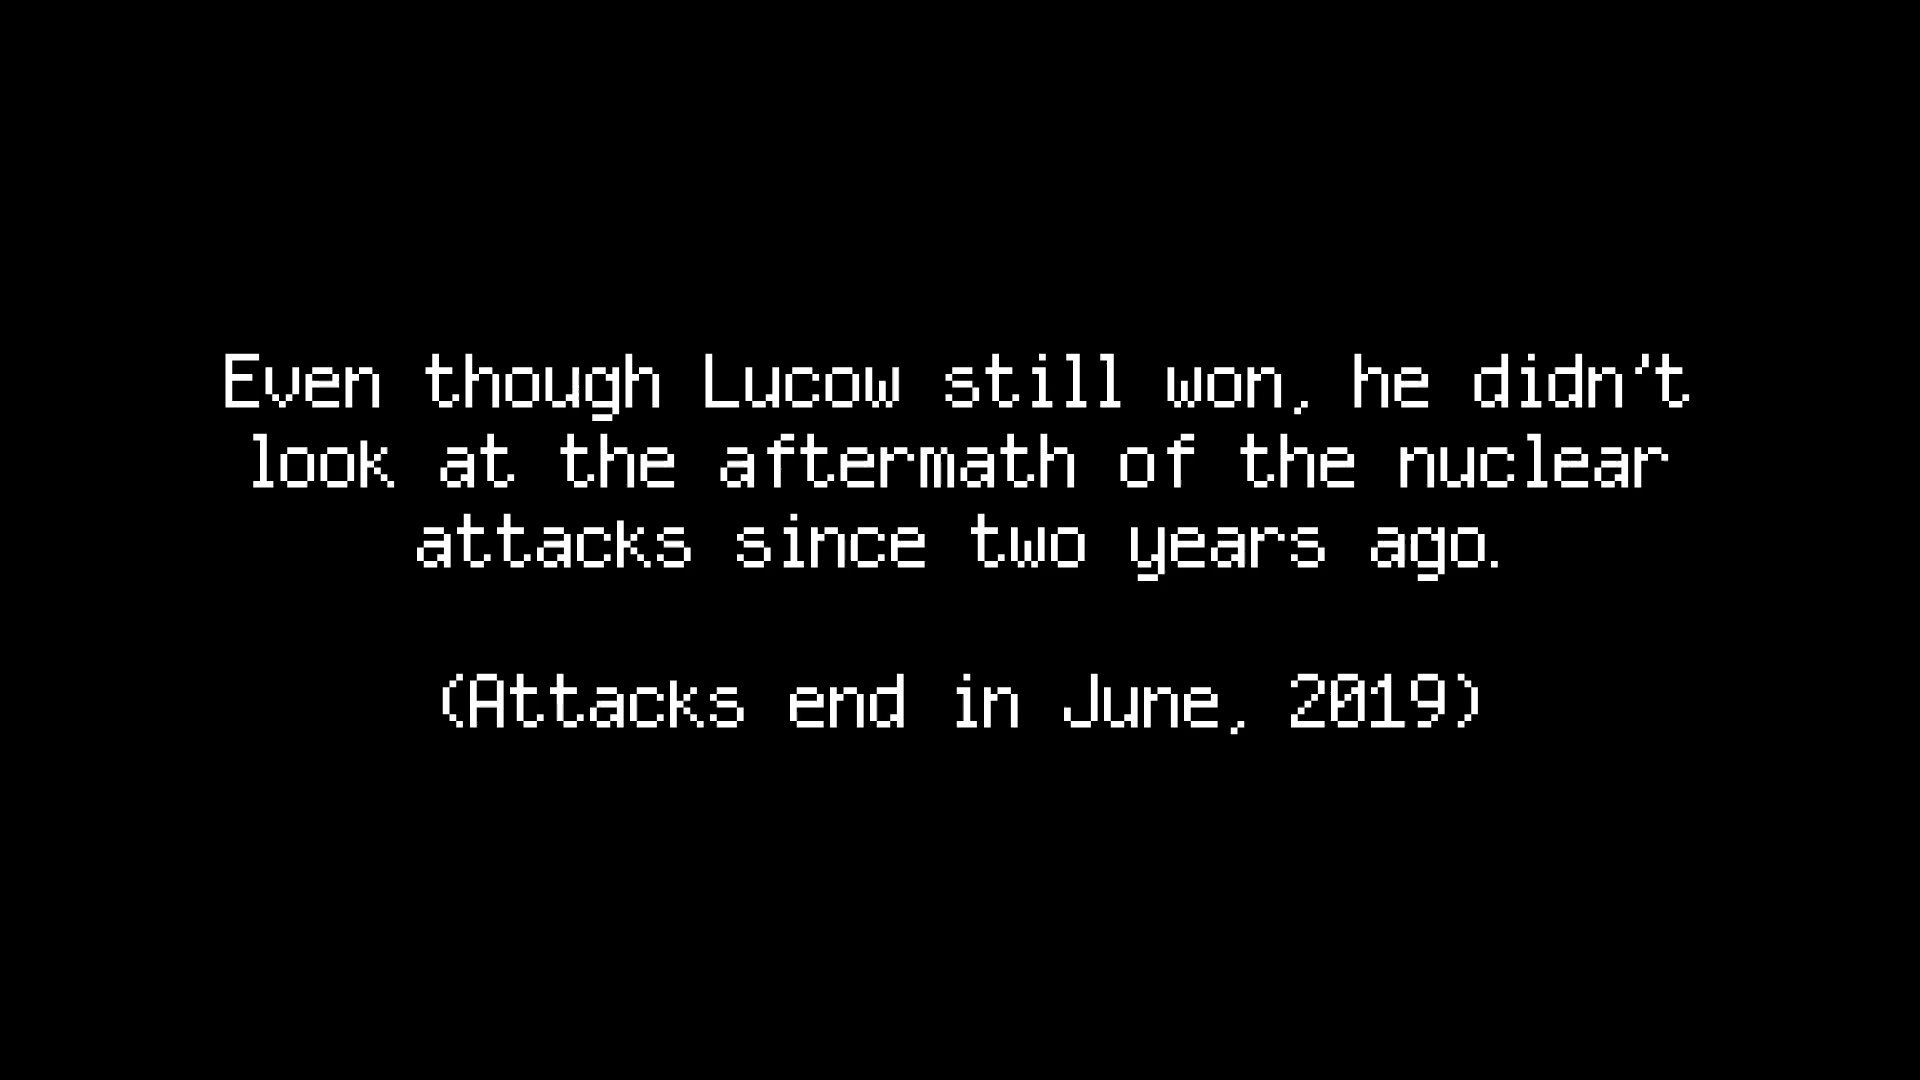 Even though Lucow still won, he didn't
look at the aftermath of the nuclear
attacks since two years ago.
(Attacks end in June, 2019)